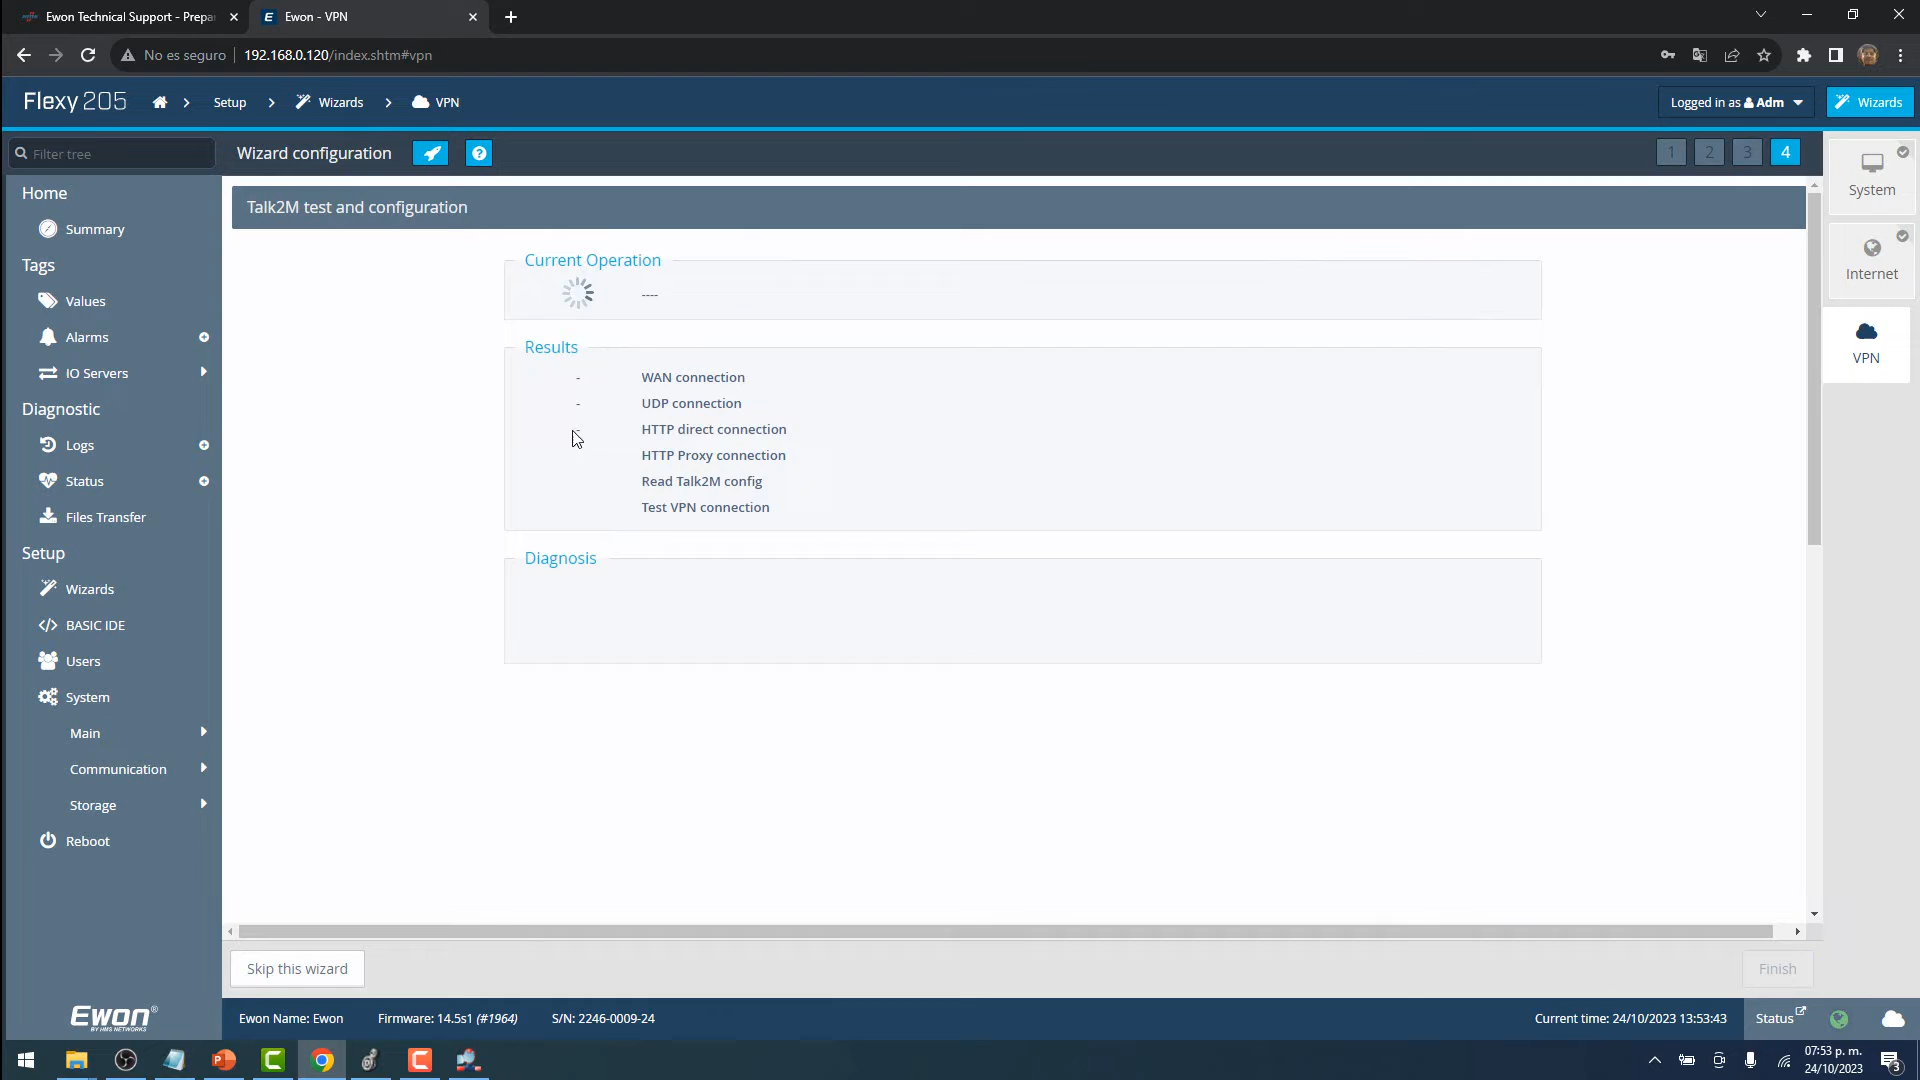 Ewon Technical Support - Prepar
Ewon - VPN
No es seguro
192.168.0.120/index.shtm#vpn
Flexy 205
Setup
Wizards
VPN
Logged in as Adm
Wizards
Filter tree
Wizard configuration
1
2
3
4
System
Internet
VPN
Home
Summary
Tags
Values
Alarms
IO Servers
Diagnostic
Logs
Status
Files Transfer
Setup
Wizards
BASIC IDE
Users
System
Main
Communication
Storage
Reboot
Talk2M test and configuration
Current Operation
----
Results
- WAN connection
- UDP connection
- HTTP direct connection
HTTP Proxy connection
Read Talk2M config
Test VPN connection
Diagnosis
Skip this wizard
Finish
Ewon
BY HMS NETWORKS
Ewon Name: Ewon
Firmware: 14.5s1 (#1964)
S/N: 2246-0009-24
Current time: 24/10/2023 13:53:43
Status
07:53 p. m.
24/10/2023
3